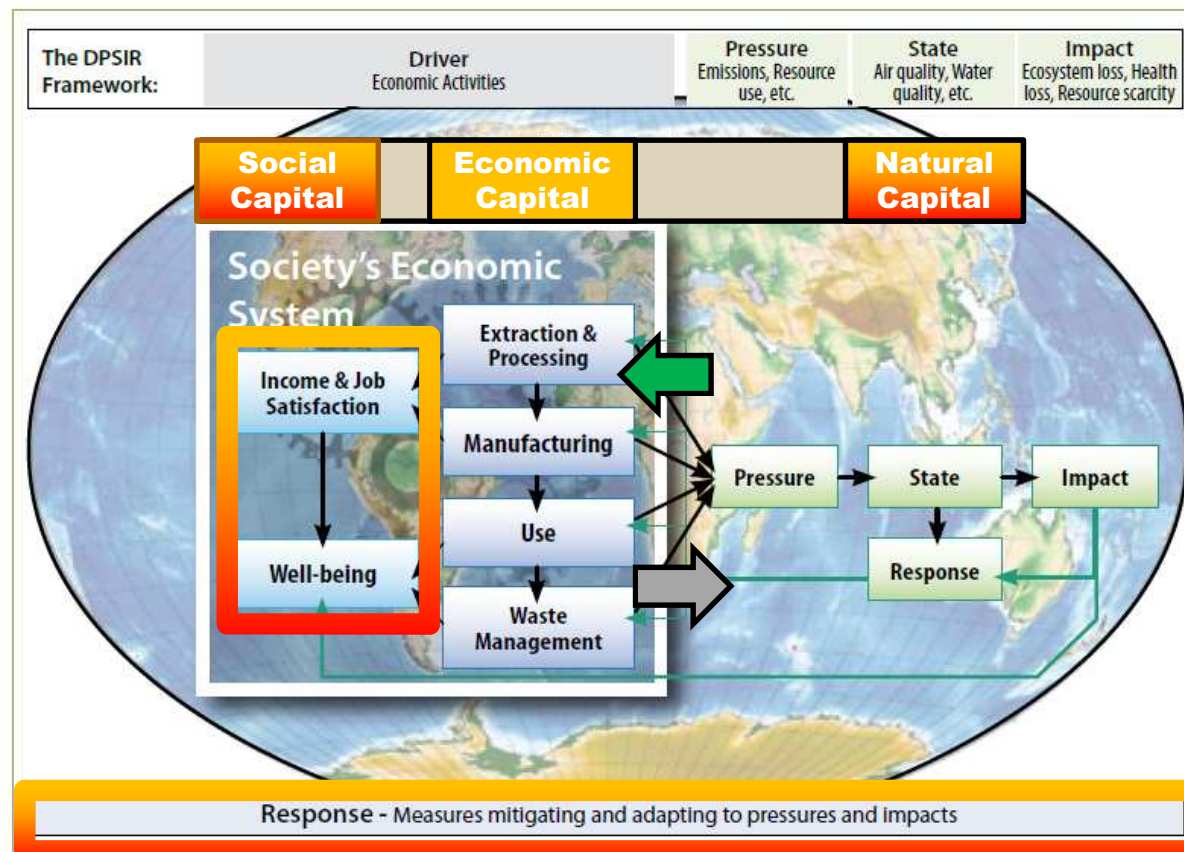 The DPSIR
Framework:
Driver
Economic Activities
Pressure
Emissions, Resource
use, etc.
State
Air quality, Water
quality, etc.
Impact
Ecosystem loss, Health
loss, Resource scarcity
Social
Capital
Economic
Capital
Natural
Capital
Society's Economic
System
Extraction &
Processing
Income & Job
Satisfaction
Manufacturing
Pressure
State
Impact
Use
Well-being
Response
Waste
Management
Response - Measures mitigating and adapting to pressures and impacts